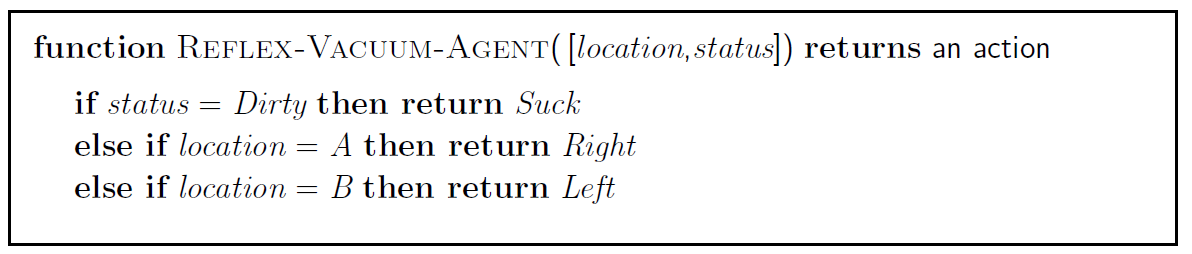 function REFLEX-VACUUM-AGENT([location,status]) returns an action
if status = Dirty then return Suck
else if location = A then return Right
else if location = B then return Left